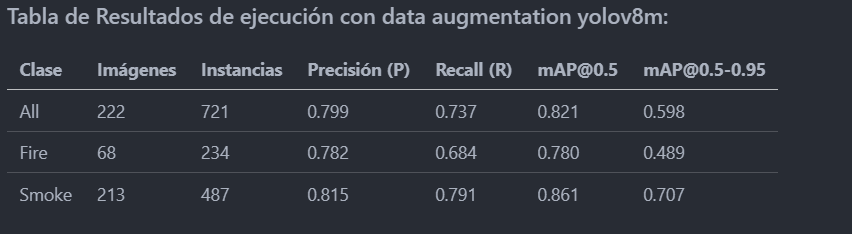 Tabla de Resultados de ejecución con data augmentation yolov8m:
Clase Imágenes Instancias Precisión (P) Recall (R) mAP@0.5 mAP@0.5-0.95
All 222 721 0.799 0.737 0.821 0.598
Fire 68 234 0.782 0.684 0.780 0.489
Smoke 213 487 0.815 0.791 0.861 0.707